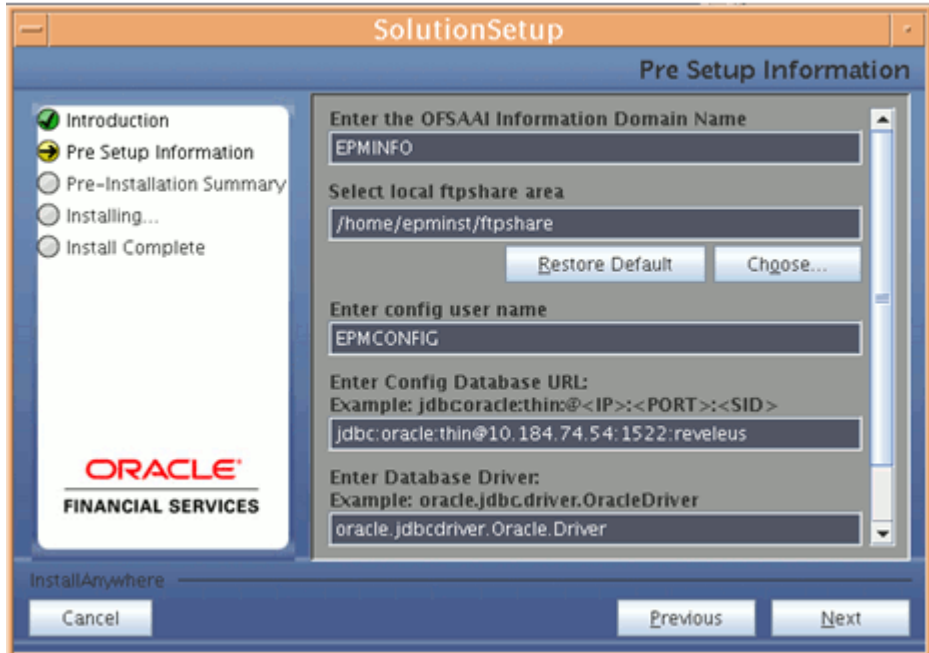 SolutionSetup
Pre Setup Information
Introduction
Pre Setup Information
Pre-Installation Summary
Installing...
Install Complete
ORACLE
FINANCIAL SERVICES
Enter the OFSAAI Information Domain Name
EPMINFO
Select local ftpshare area
/home/epminst/ftpshare
Restore Default
Choose...
Enter config user name
EPMCONFIG
Enter Config Database URL:
Example: jdbc:oracle:thin:@<IP>:<PORT>:<SID>
jdbc:oracle:thin@10.184.74.54:1522:reveleus
Enter Database Driver:
Example: oracle.jdbc.driver.OracleDriver
oracle.jdbcdriver.Oracle.Driver
InstallAnywhere
Cancel
Previous
Next